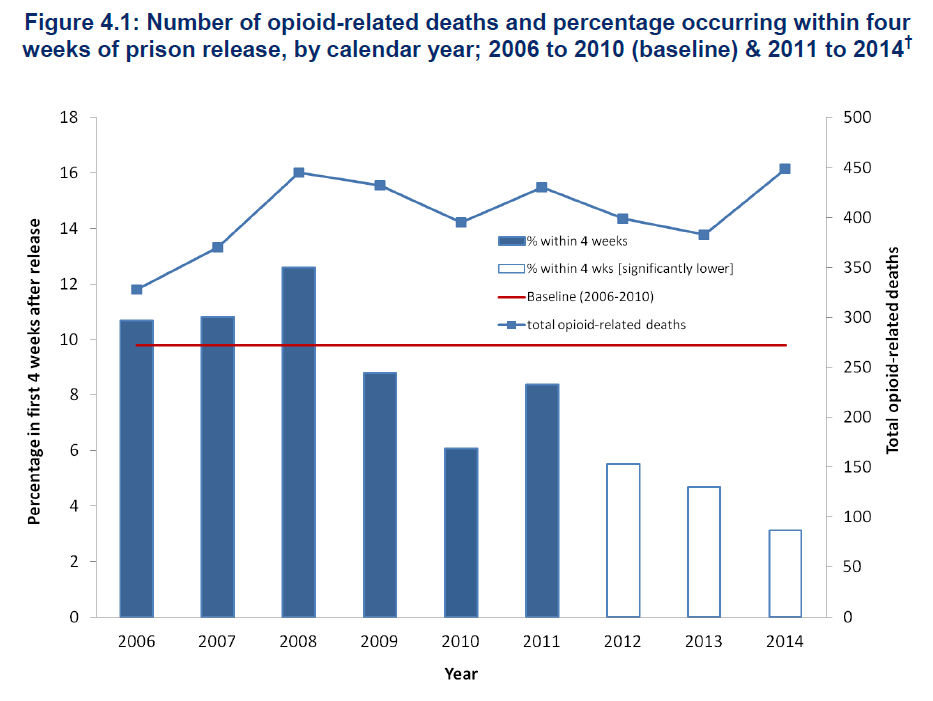 Figure 4.1: Number of opioid-related deaths and percentage occurring within four
weeks of prison release, by calendar year; 2006 to 2010 (baseline) & 2011 to 2014†
18
16
14
12
10
8
6
4
2
0
Percentage in first 4 weeks after release
500
450
400
350
300
250
200
150
100
50
0
Total opioid-related deaths
% within 4 weeks
% within 4 wks [significantly lower]
Baseline (2006-2010)
total opioid-related deaths
2006 2007 2008 2009 2010 2011 2012 2013 2014
Year